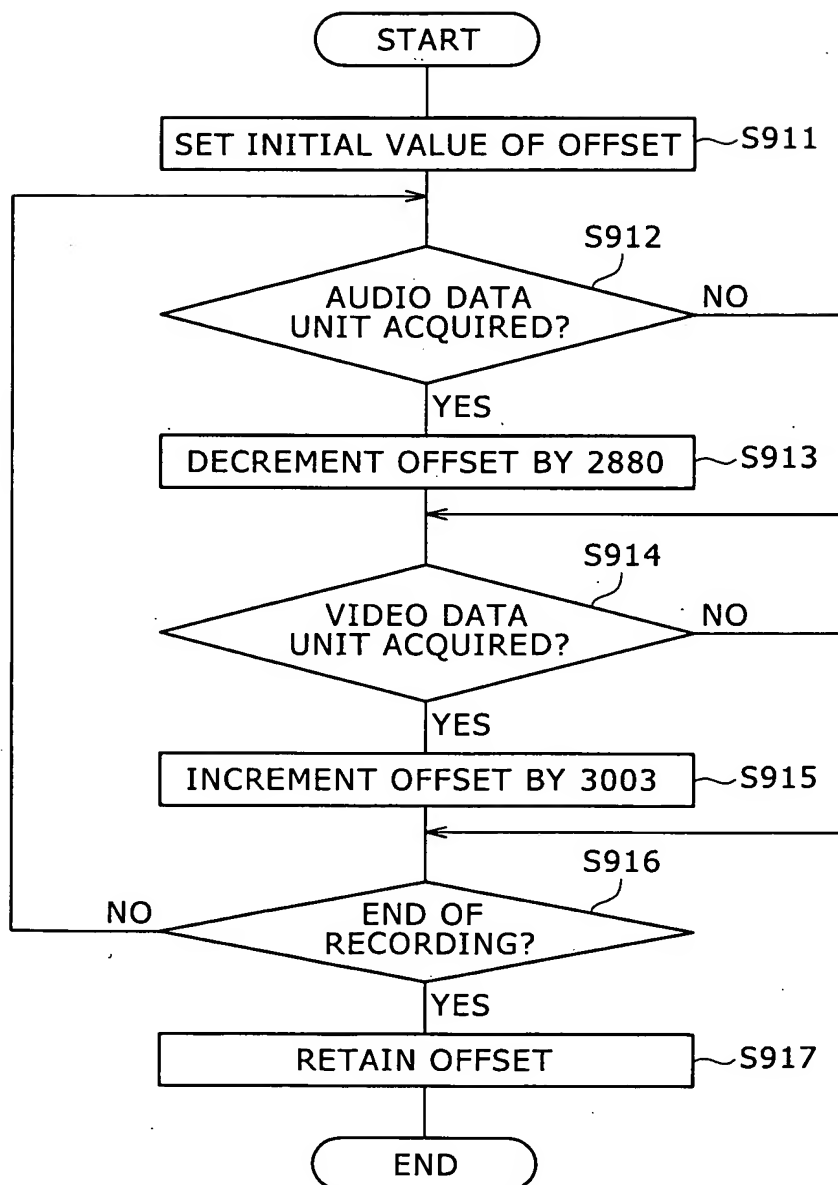 START
SET INITIAL VALUE OF OFFSET
S911
S912
AUDIO DATA
UNIT ACQUIRED?
NO
YES
DECREMENT OFFSET BY 2880
S913
S914
VIDEO DATA
UNIT ACQUIRED?
NO
YES
INCREMENT OFFSET BY 3003
S915
S916
NO
END OF
RECORDING?
YES
RETAIN OFFSET
S917
END